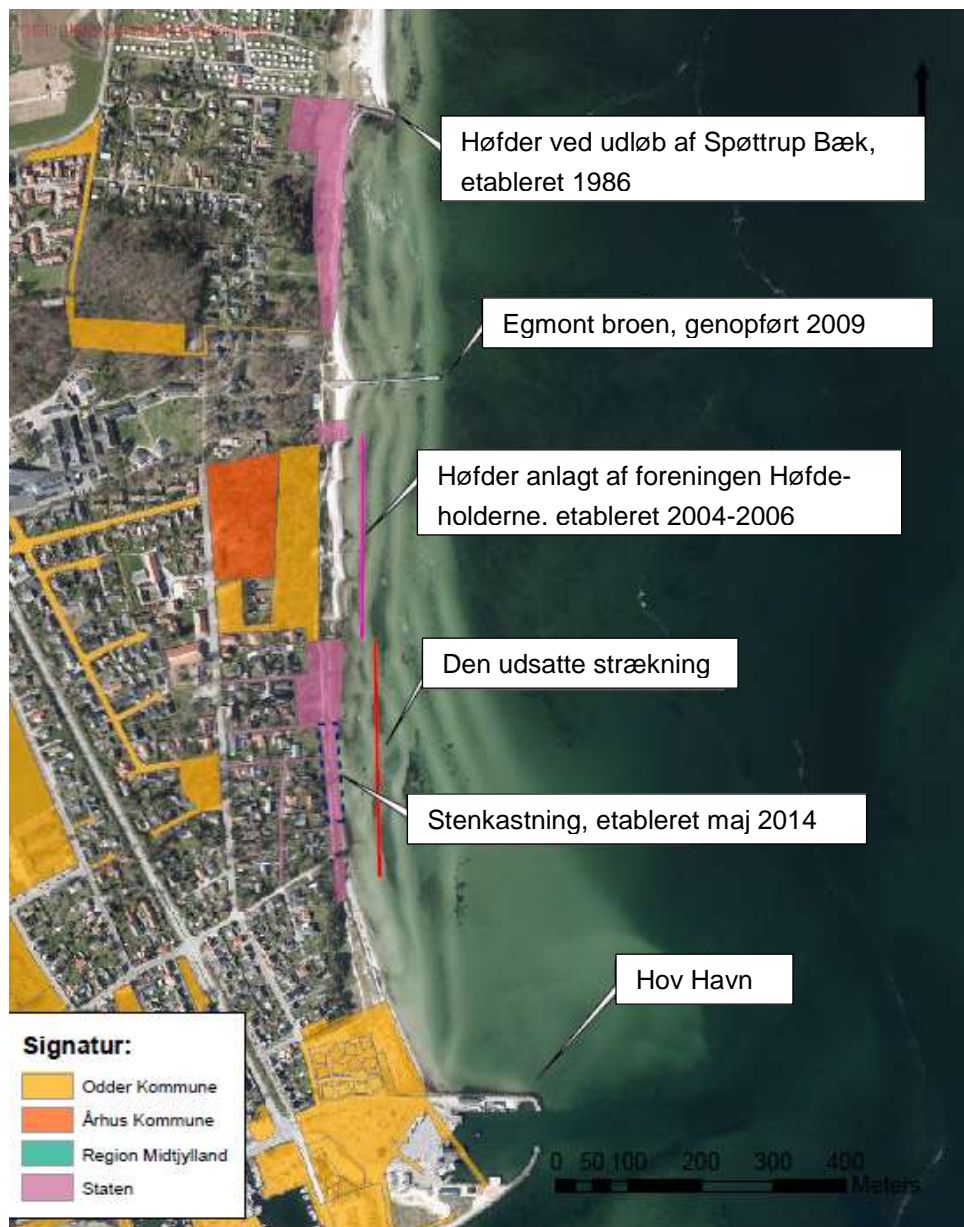 Høfder ved udløb af Spøttrup Bæk,
etableret 1986
Egmont broen, genopført 2009
Høfder anlagt af foreningen Høfde-
holderne. etableret 2004-2006
Den udsatte strækning
Stenkastning, etableret maj 2014
Hov Havn
Signatur:
Odder Kommune
Århus Kommune
Region Midtjylland
Staten
0 50 100 200 300 400
Meters